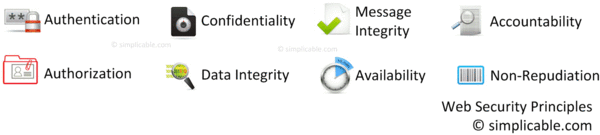 Authentication
Confidentiality
Message
Integrity
Accountability
© simplicable.com
© simplicable.com
Authorization
Data Integrity
Availability
Non-Repudiation
Web Security Principles
© simplicable.com